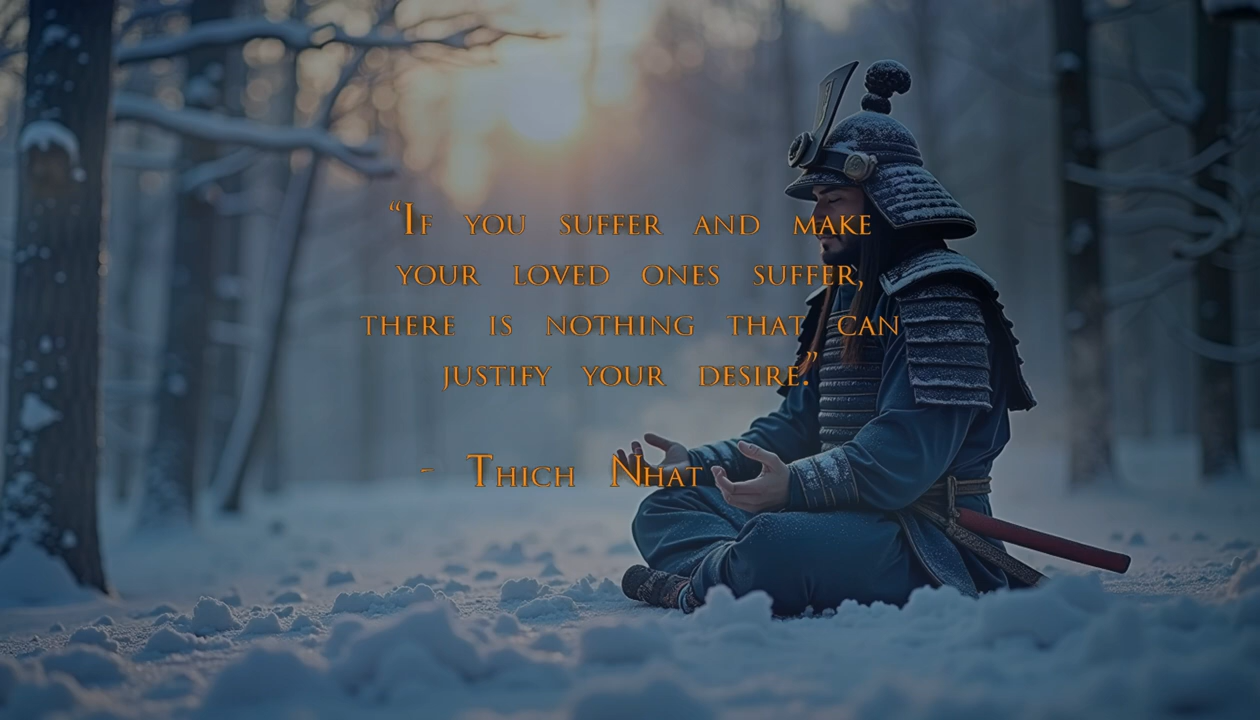 “If you suffer and make
your loved ones suffer,
there is nothing that can
justify your desire.”
- Thich Nhat